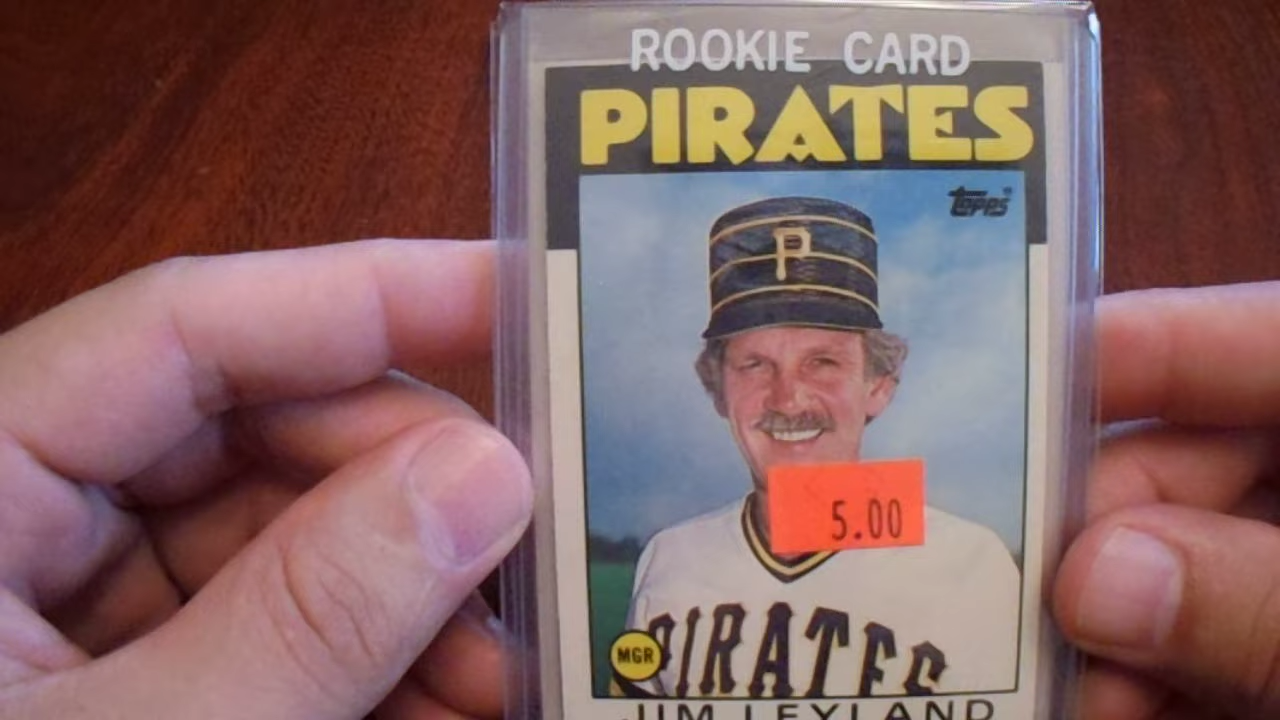 ROOKIE CARD
PIRATES
Topps
P
5.00
PIRATES
MGR
JIM LEYLAND